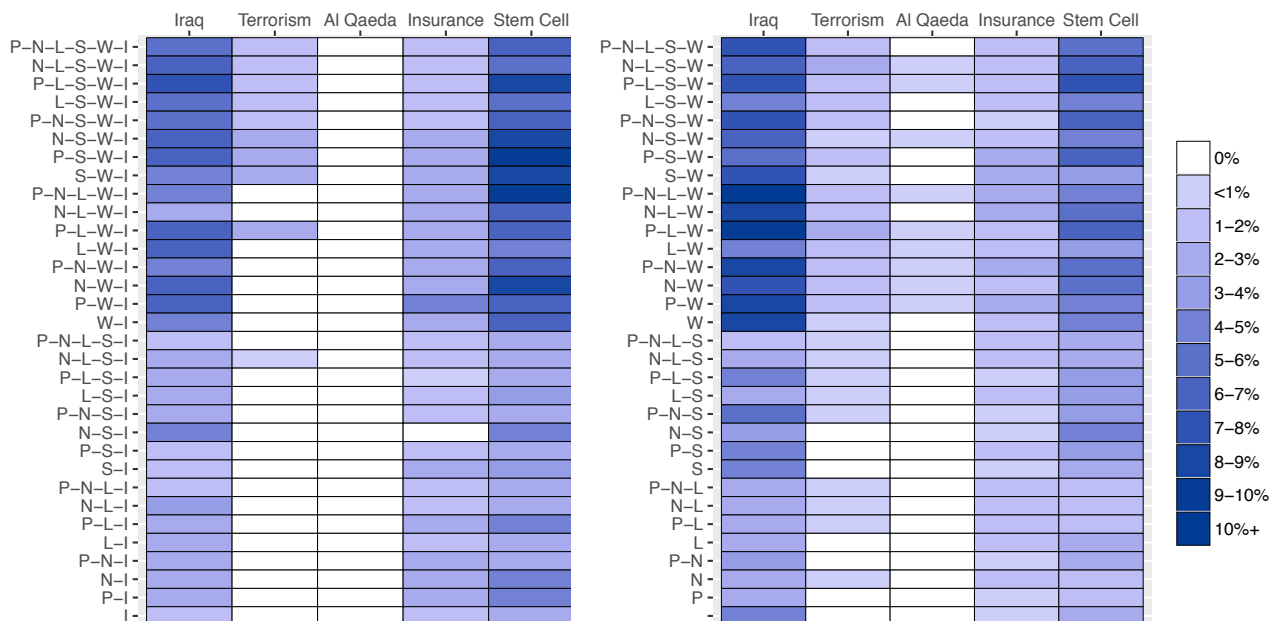 Iraq Terrorism Al Qaeda Insurance Stem Cell
P−N−L−S−W−I
N−L−S−W−I
P−L−S−W−I
L−S−W−I
P−N−S−W−I
N−S−W−I
P−S−W−I
S−W−I
P−N−L−W−I
N−L−W−I
P−L−W−I
L−W−I
P−N−W−I
N−W−I
P−W−I
W−I
P−N−L−S−I
N−L−S−I
P−L−S−I
L−S−I
P−N−S−I
N−S−I
P−S−I
S−I
P−N−L−I
N−L−I
P−L−I
L−I
P−N−I
N−I
P−I
I
Iraq Terrorism Al Qaeda Insurance Stem Cell
P−N−L−S−W
N−L−S−W
P−L−S−W
L−S−W
P−N−S−W
N−S−W
P−S−W
S−W
P−N−L−W
N−L−W
P−L−W
L−W
P−N−W
N−W
P−W
W
P−N−L−S
N−L−S
P−L−S
L−S
P−N−S
N−S
P−S
S
P−N−L
N−L
P−L
L
P−N
N
P
0%
<1%
1−2%
2−3%
3−4%
4−5%
5−6%
6−7%
7−8%
8−9%
9−10%
10%+